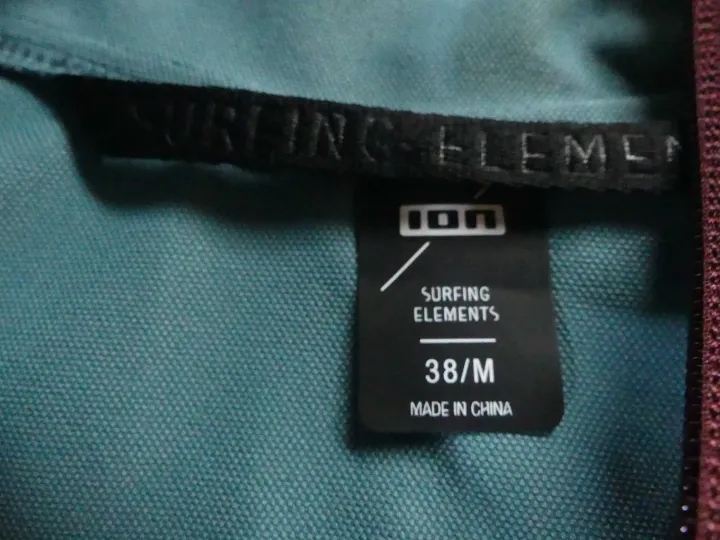 SURFING ELEMEN
ION
SURFING
ELEMENTS
38/M
MADE IN CHINA